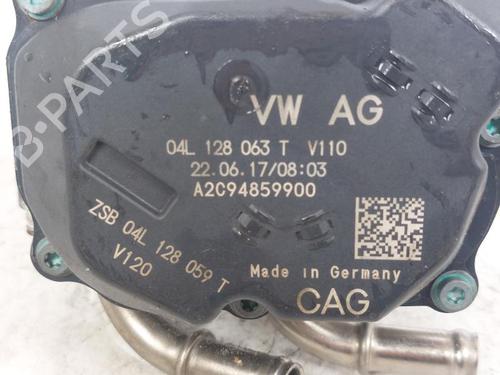 B-PARTS
VW AG
04L 128 063 T V110
22.06.17/08:03
A2C94859900
ZSB 04L 128 059 T
V120
Made in Germany
CAG